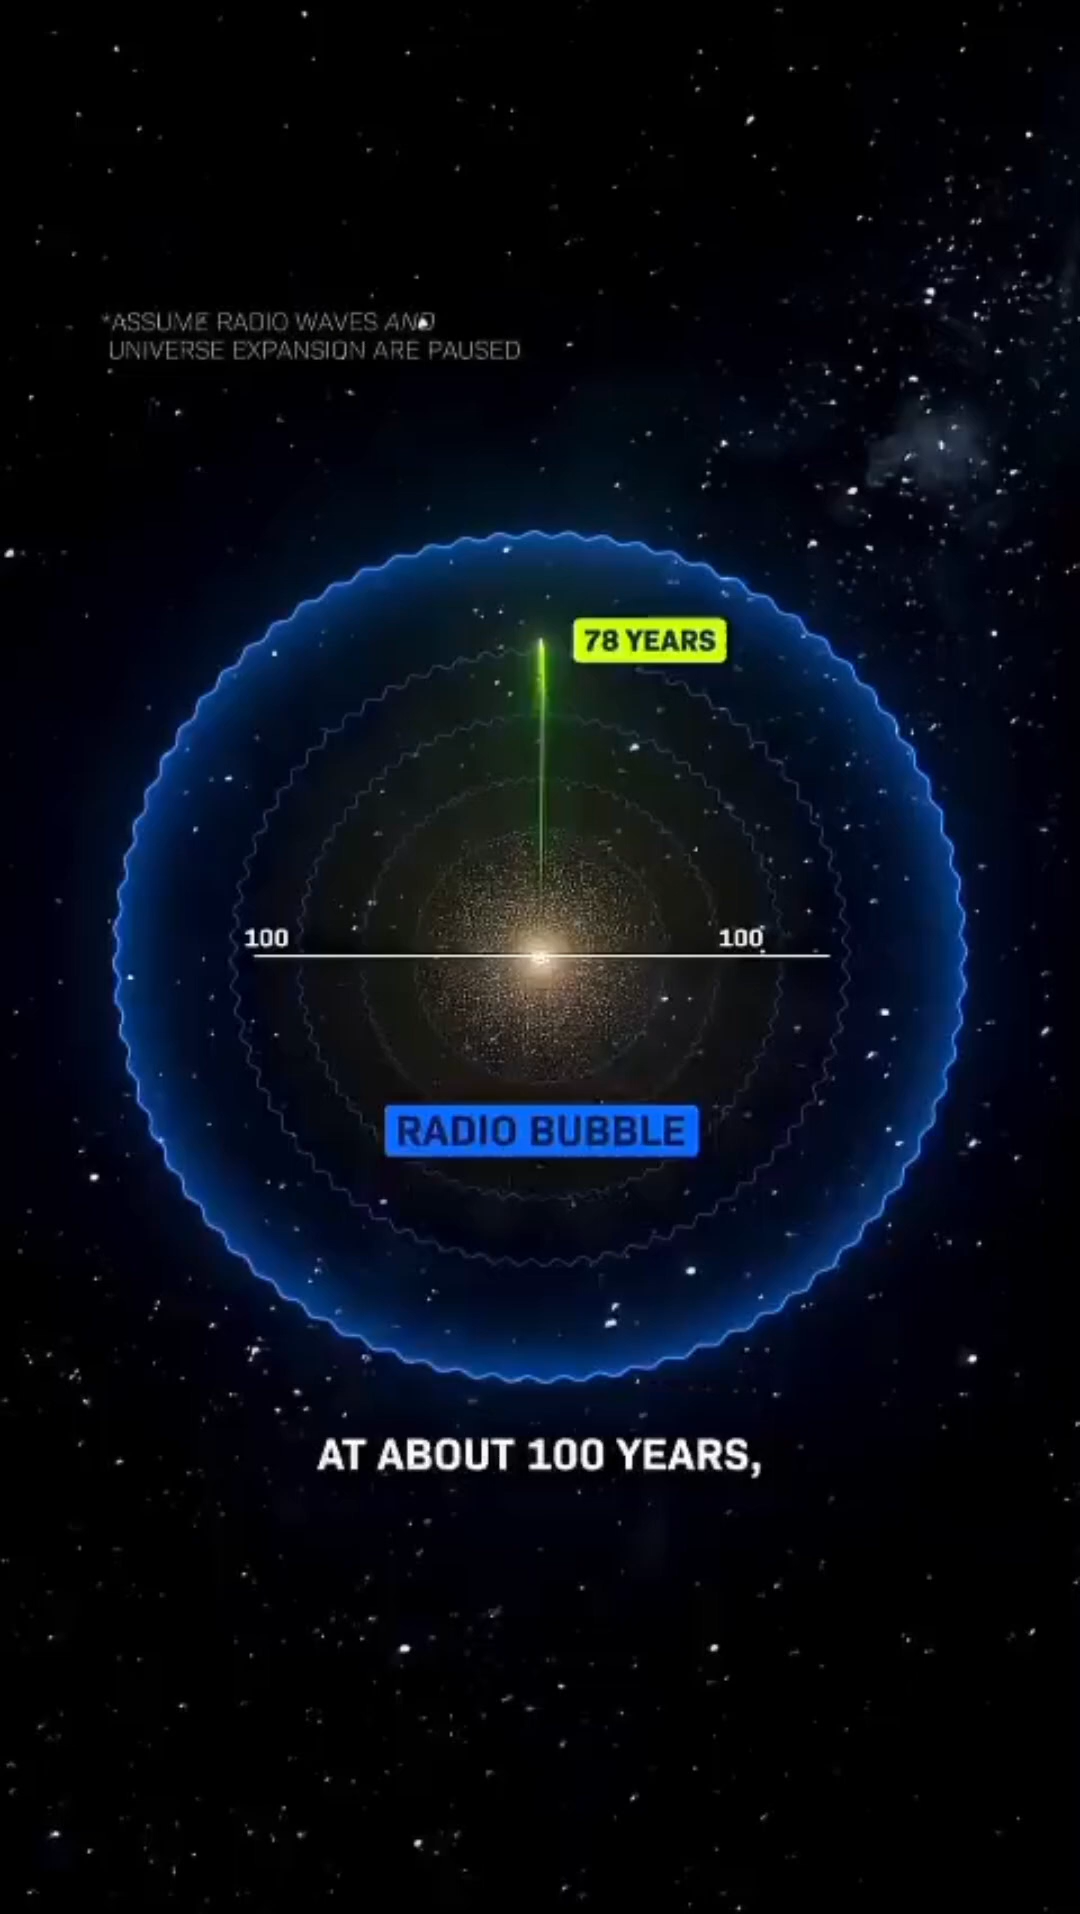 *ASSUME RADIO WAVES AND
UNIVERSE EXPANSION ARE PAUSED
78 YEARS
100 100
RADIO BUBBLE
AT ABOUT 100 YEARS,